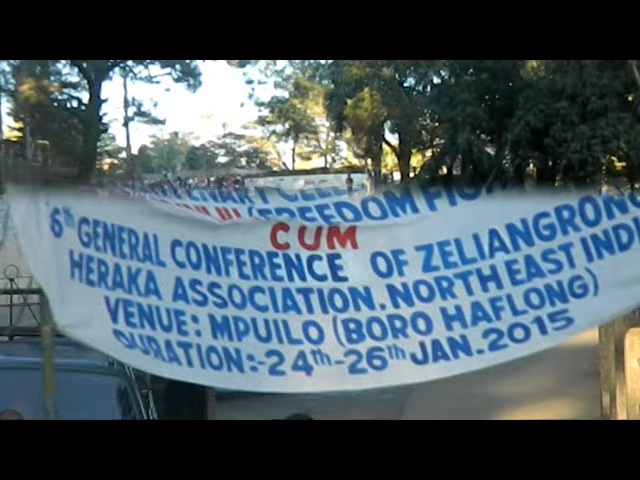 (FREEDOM
CUM
6th GENERAL CONFERENCE OF ZELIANGRONG
HERAKA ASSOCIATION, NORTH EAST INDI
VENUE: MPUILO (BORO HAFLONG)
DURATION:-24th-26th JAN.2015